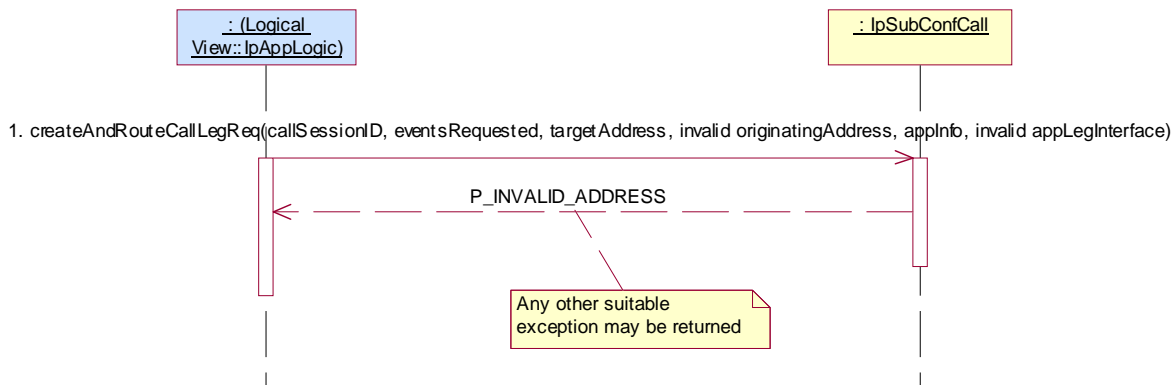 : (Logical
View::IpAppLogic)
: IpSubConfCall
1. createAndRouteCallLegReq(callSessionID, eventsRequested, targetAddress, invalid originatingAddress, appInfo, invalid appLegInterface)
P_INVALID_ADDRESS
Any other suitable
exception may be returned